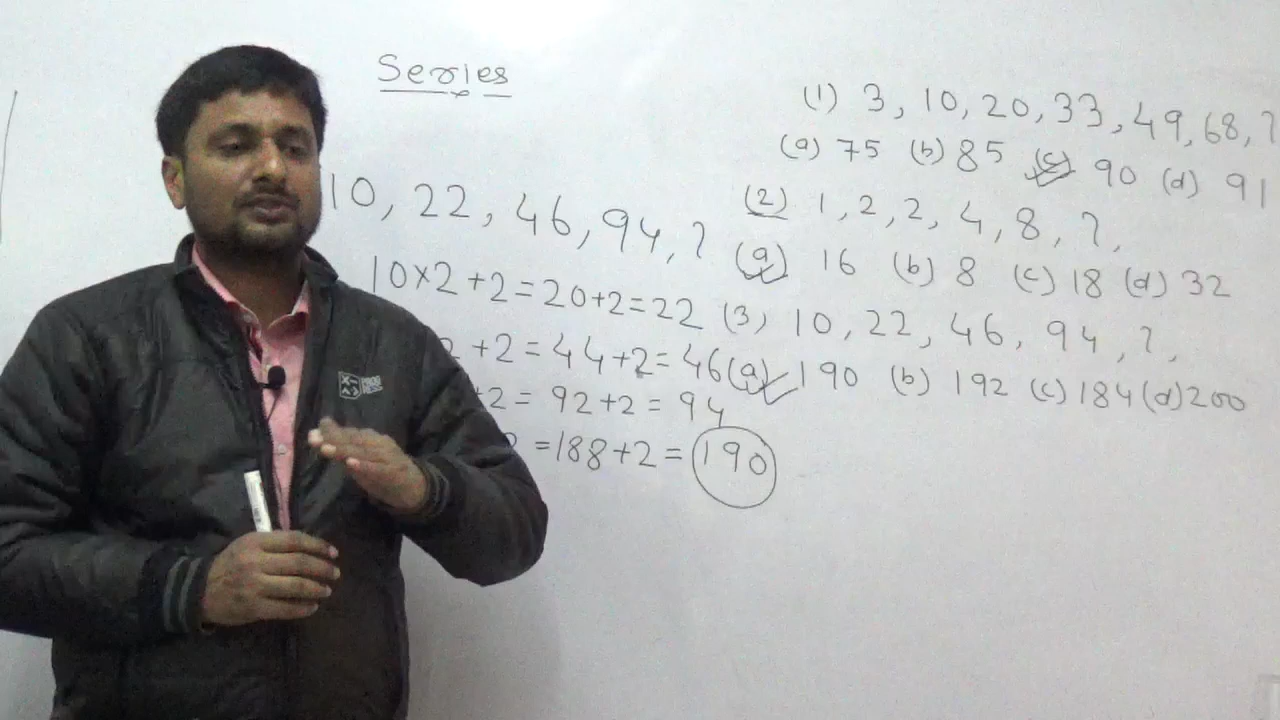 Series
10, 22, 46, 94, ?
10×2+2=20+2=22
+2=44+2=46
+2=92+2=94
=188+2=190
(1) 3, 10, 20, 33, 49, 68, ?
(a) 75 (b) 85 (c) 90 (d) 91
(2) 1, 2, 2, 4, 8, ?,
(a) 16 (b) 8 (c) 18 (d) 32
(3) 10, 22, 46, 94, ?,
(a) 190 (b) 192 (c) 184 (d) 200